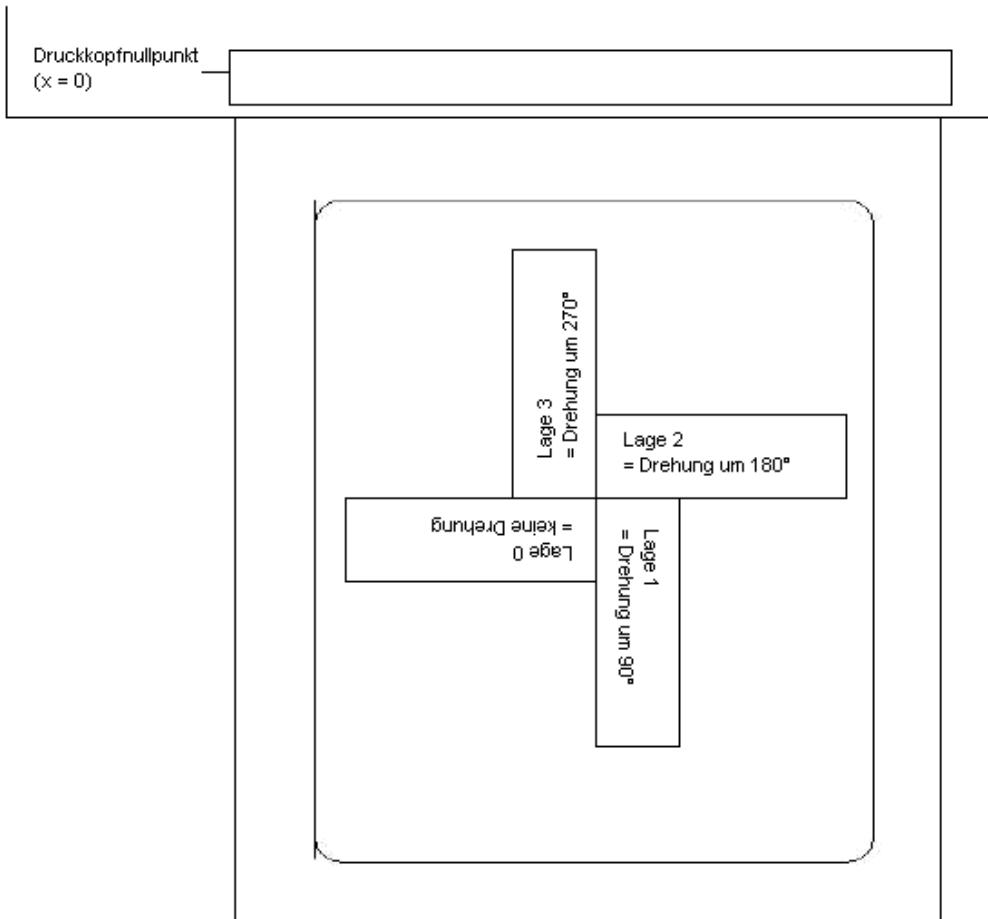 Druckkopfnullpunkt
(x = 0)
Lage 3
= Drehung um 270°
Lage 2
= Drehung um 180°
Lage 0
= keine Drehung
Lage 1
= Drehung um 90°